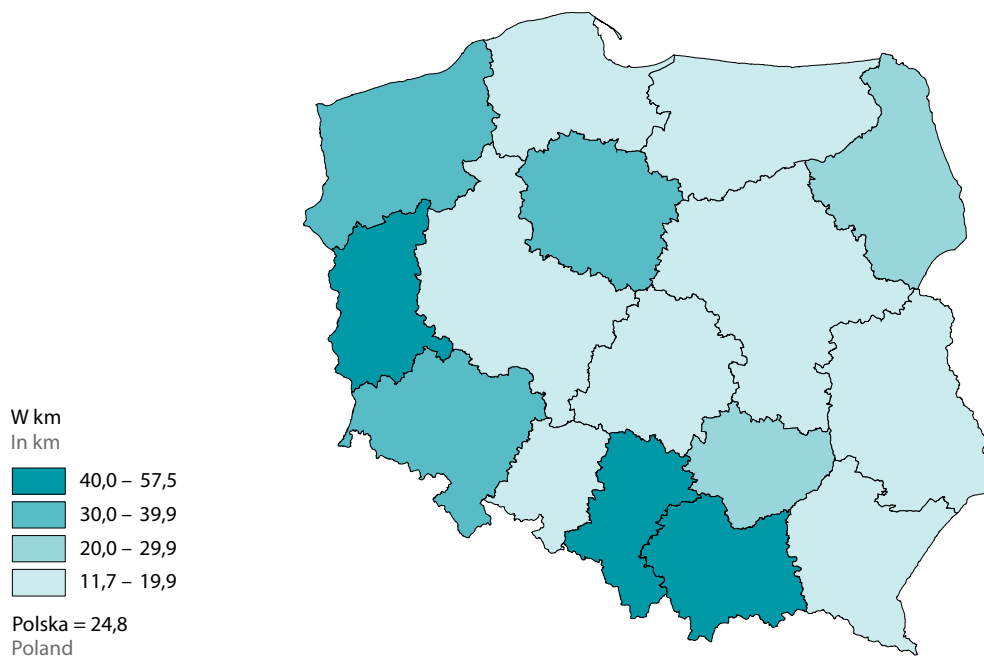 W km
In km
40,0 – 57,5
30,0 – 39,9
20,0 – 29,9
11,7 – 19,9
Polska = 24,8
Poland